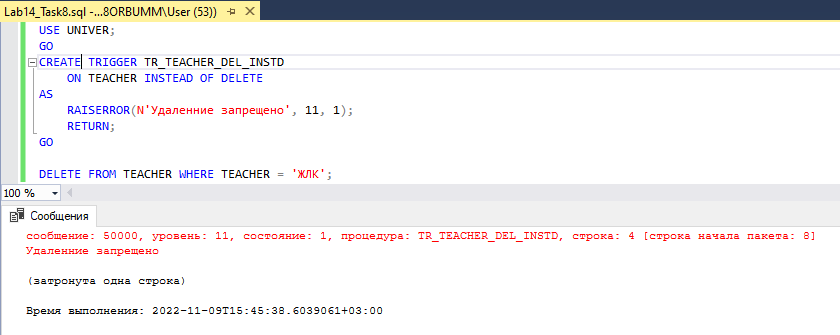 Lab14_Task8.sql -...8ORBUMM\User (53))
USE UNIVER;
GO
CREATE TRIGGER TR_TEACHER_DEL_INSTD
ON TEACHER INSTEAD OF DELETE
AS
RAISERROR(N'Удаленние запрещено', 11, 1);
RETURN;
GO
DELETE FROM TEACHER WHERE TEACHER = 'ЖЛК';
100 %
Сообщения
сообщение: 50000, уровень: 11, состояние: 1, процедура: TR_TEACHER_DEL_INSTD, строка: 4 [строка начала пакета: 8]
Удаленние запрещено
(затронута одна строка)
Время выполнения: 2022-11-09T15:45:38.6039061+03:00